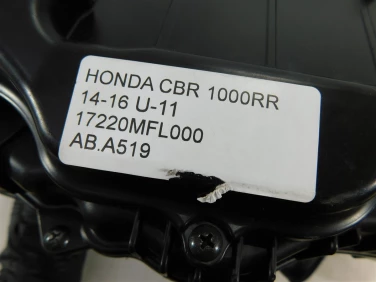 HONDA CBR 1000RR
14-16 U-11
17220MFL000
AB.A519